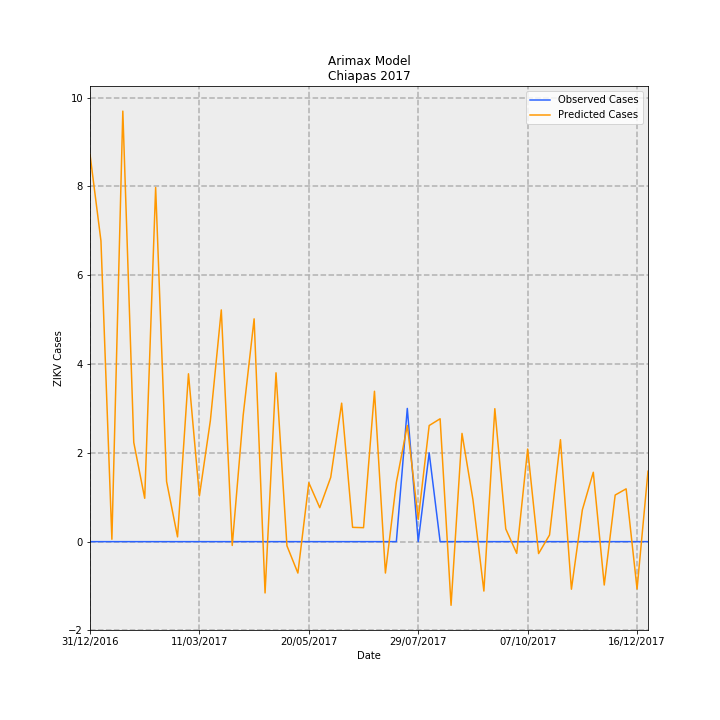 Arimax Model
Chiapas 2017
Observed Cases
Predicted Cases
10
8
6
4
2
0
−2
ZIKV Cases
31/12/2016 11/03/2017 20/05/2017 29/07/2017 07/10/2017 16/12/2017
Date